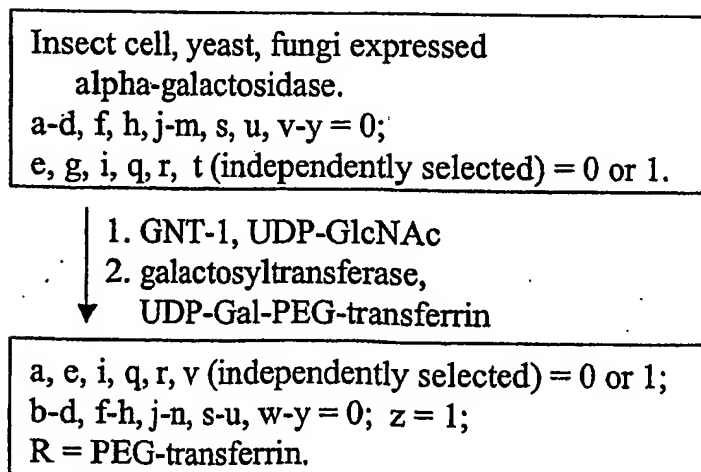 Insect cell, yeast, fungi expressed
alpha-galactosidase.
a-d, f, h, j-m, s, u, v-y = 0;
e, g, i, q, r, t (independently selected) = 0 or 1.
1. GNT-1, UDP-GlcNAc
2. galactosyltransferase,
UDP-Gal-PEG-transferrin
a, e, i, q, r, v (independently selected) = 0 or 1;
b-d, f-h, j-n, s-u, w-y = 0; z = 1;
R = PEG-transferrin.